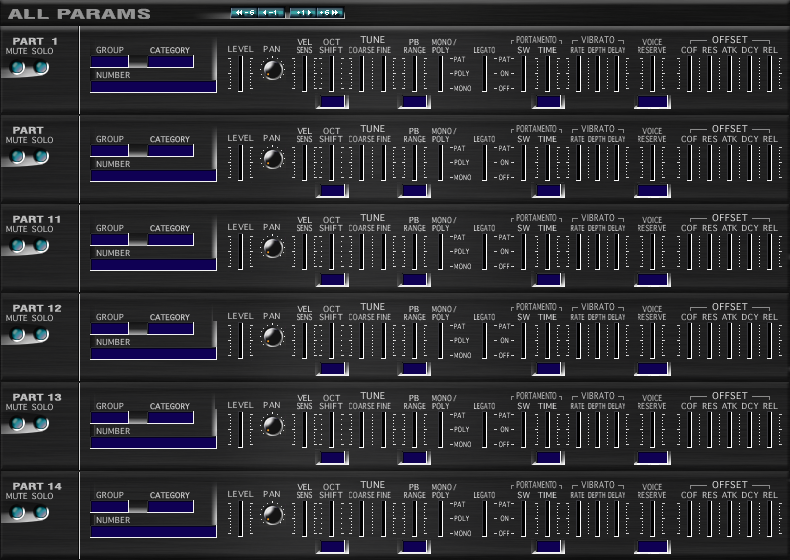 ALL PARAMS ◄◄-6 ◄-1 +1► +6►►
PART 1
MUTE SOLO
GROUP CATEGORY
NUMBER
LEVEL PAN VEL SENS OCT SHIFT TUNE COARSE FINE PB RANGE MONO/POLY PAT POLY MONO LEGATO PORTAMENTO SW TIME PAT ON OFF VIBRATO RATE DEPTH DELAY VOICE RESERVE OFFSET COF RES ATK DCY REL
PART
MUTE SOLO
GROUP CATEGORY
NUMBER
LEVEL PAN VEL SENS OCT SHIFT TUNE COARSE FINE PB RANGE MONO/POLY PAT POLY MONO LEGATO PORTAMENTO SW TIME PAT ON OFF VIBRATO RATE DEPTH DELAY VOICE RESERVE OFFSET COF RES ATK DCY REL
PART 11
MUTE SOLO
GROUP CATEGORY
NUMBER
LEVEL PAN VEL SENS OCT SHIFT TUNE COARSE FINE PB RANGE MONO/POLY PAT POLY MONO LEGATO PORTAMENTO SW TIME PAT ON OFF VIBRATO RATE DEPTH DELAY VOICE RESERVE OFFSET COF RES ATK DCY REL
PART 12
MUTE SOLO
GROUP CATEGORY
NUMBER
LEVEL PAN VEL SENS OCT SHIFT TUNE COARSE FINE PB RANGE MONO/POLY PAT POLY MONO LEGATO PORTAMENTO SW TIME PAT ON OFF VIBRATO RATE DEPTH DELAY VOICE RESERVE OFFSET COF RES ATK DCY REL
PART 13
MUTE SOLO
GROUP CATEGORY
NUMBER
LEVEL PAN VEL SENS OCT SHIFT TUNE COARSE FINE PB RANGE MONO/POLY PAT POLY MONO LEGATO PORTAMENTO SW TIME PAT ON OFF VIBRATO RATE DEPTH DELAY VOICE RESERVE OFFSET COF RES ATK DCY REL
PART 14
MUTE SOLO
GROUP CATEGORY
NUMBER
LEVEL PAN VEL SENS OCT SHIFT TUNE COARSE FINE PB RANGE MONO/POLY PAT POLY MONO LEGATO PORTAMENTO SW TIME PAT ON OFF VIBRATO RATE DEPTH DELAY VOICE RESERVE OFFSET COF RES ATK DCY REL